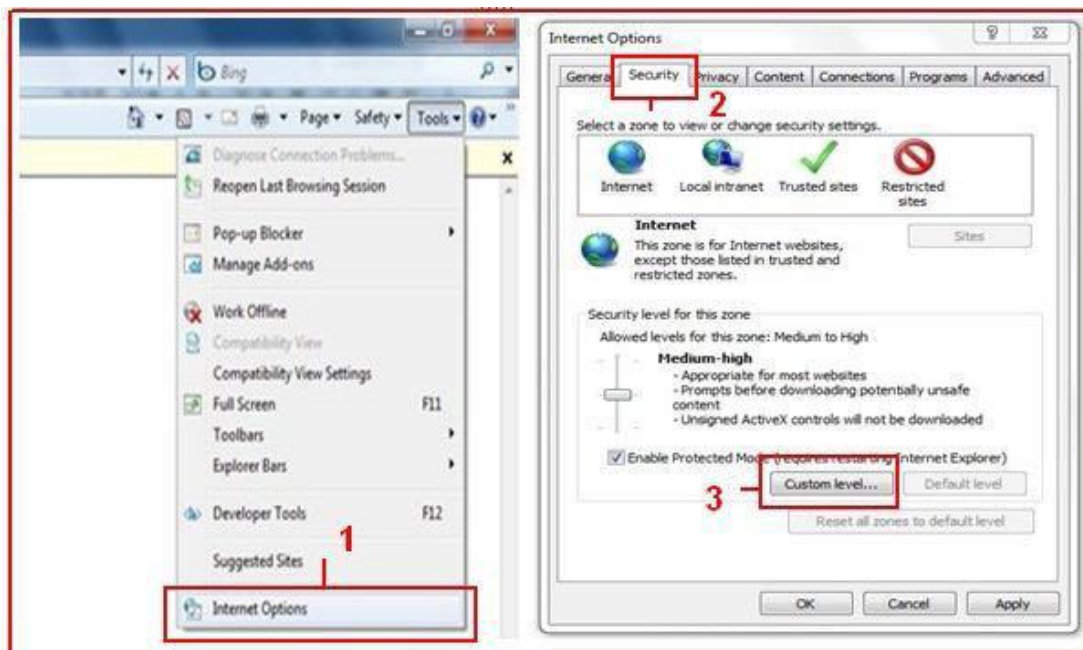 Bing
Page Safety Tools
Diagnose Connection Problems...
Reopen Last Browsing Session
Pop-up Blocker
Manage Add-ons
Work Offline
Compatibility View
Compatibility View Settings
Full Screen F11
Toolbars
Explorer Bars
Developer Tools F12
1
Suggested Sites
Internet Options
Internet Options
General Security Privacy Content Connections Programs Advanced
2
Select a zone to view or change security settings.
Internet Local intranet Trusted sites Restricted
sites
Internet
Sites
This zone is for Internet websites,
except those listed in trusted and
restricted zones.
Security level for this zone
Allowed levels for this zone: Medium to High
Medium-high
- Appropriate for most websites
- Prompts before downloading potentially unsafe
content
- Unsigned ActiveX controls will not be downloaded
Enable Protected Mode (requires restarting Internet Explorer)
3
Custom level... Default level
Reset all zones to default level
OK Cancel Apply